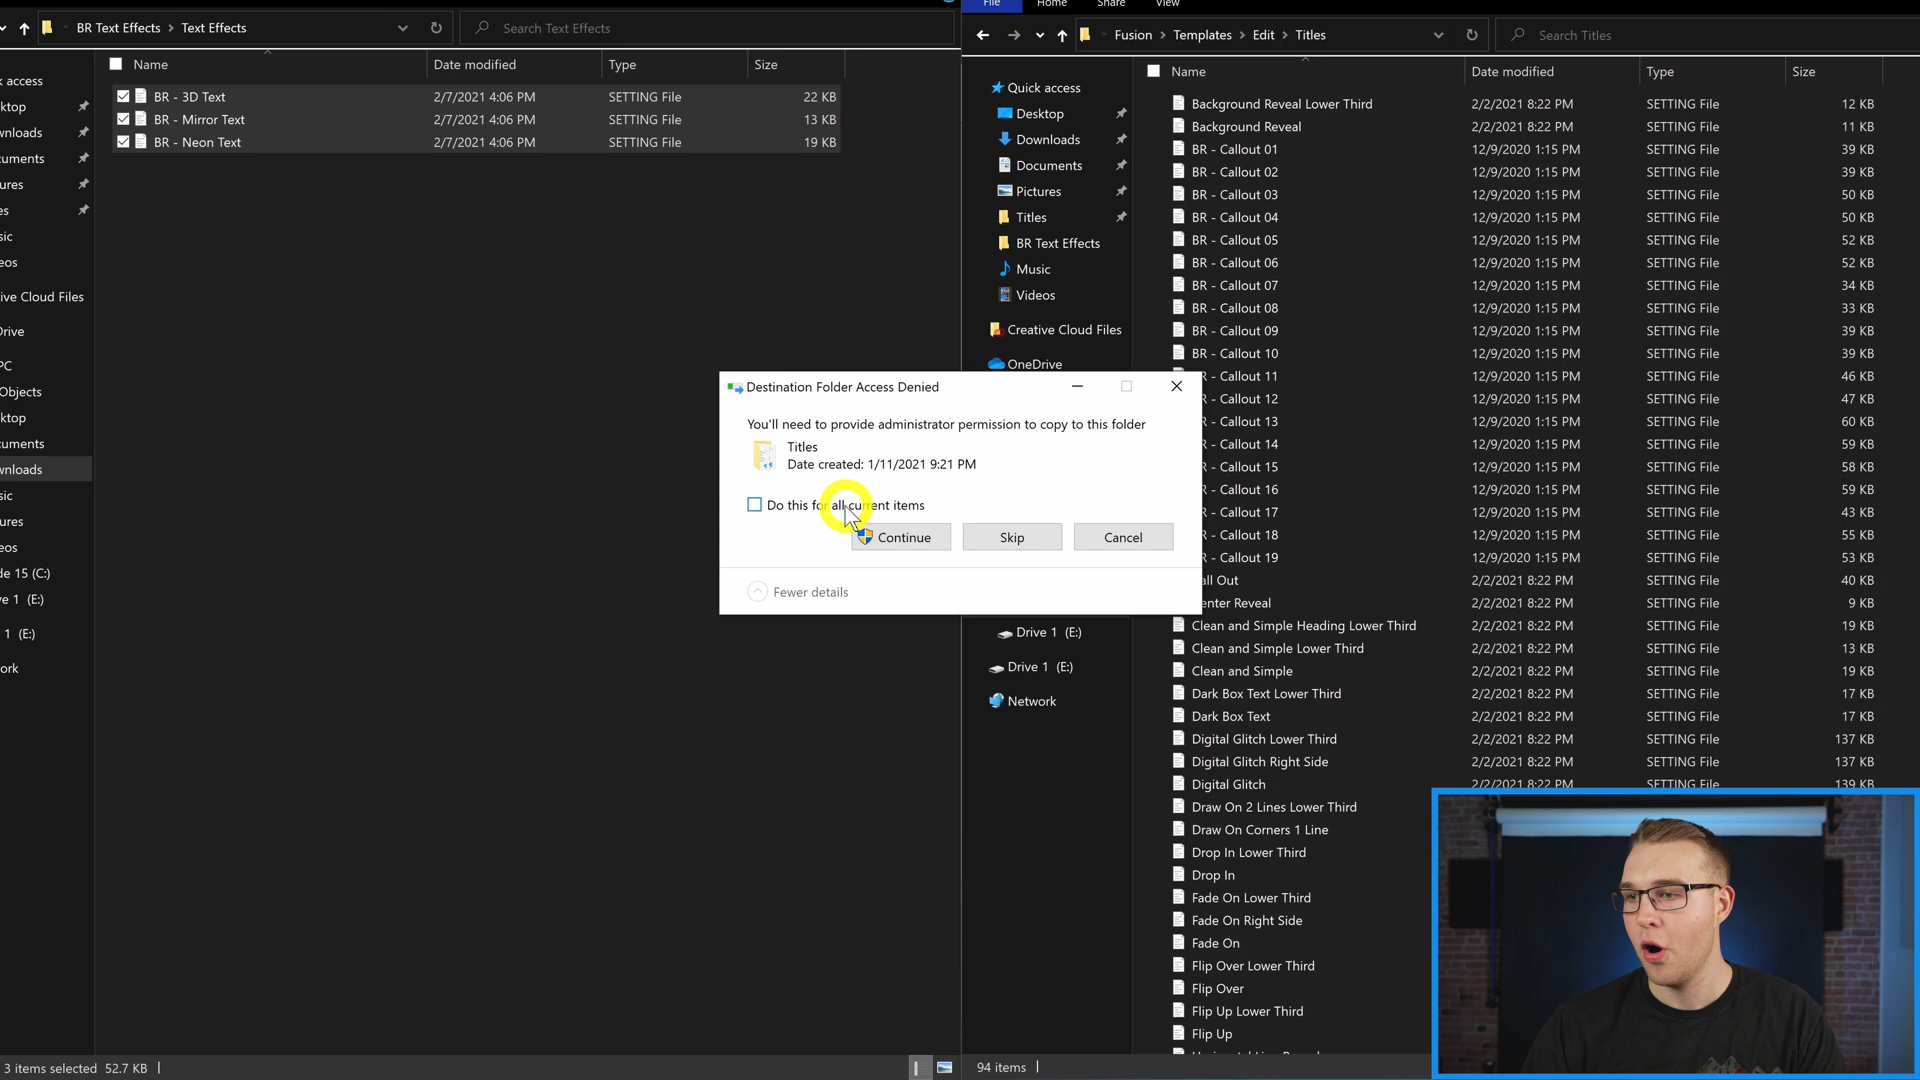 BR Text Effects > Text Effects
Search Text Effects
Name
Date modified
Type
Size
k access
ktop
wnloads
cuments
ures
es
sic
eos
ive Cloud Files
Drive
PC
Objects
ktop
cuments
wnloads
sic
ures
eos
de 15 (C:)
ve 1 (E:)
1 (E:)
ork
BR - 3D Text 2/7/2021 4:06 PM SETTING File 22 KB
BR - Mirror Text 2/7/2021 4:06 PM SETTING File 13 KB
BR - Neon Text 2/7/2021 4:06 PM SETTING File 19 KB
3 items selected 52.7 KB
File Home Share View
Fusion > Templates > Edit > Titles
Search Titles
Quick access
Desktop
Downloads
Documents
Pictures
Titles
BR Text Effects
Music
Videos
Creative Cloud Files
OneDrive
Drive 1 (E:)
Drive 1 (E:)
Network
Name Date modified Type Size
Background Reveal Lower Third 2/2/2021 8:22 PM SETTING File 12 KB
Background Reveal 2/2/2021 8:22 PM SETTING File 11 KB
BR - Callout 01 12/9/2020 1:15 PM SETTING File 39 KB
BR - Callout 02 12/9/2020 1:15 PM SETTING File 39 KB
BR - Callout 03 12/9/2020 1:15 PM SETTING File 50 KB
BR - Callout 04 12/9/2020 1:15 PM SETTING File 50 KB
BR - Callout 05 12/9/2020 1:15 PM SETTING File 52 KB
BR - Callout 06 12/9/2020 1:15 PM SETTING File 52 KB
BR - Callout 07 12/9/2020 1:15 PM SETTING File 34 KB
BR - Callout 08 12/9/2020 1:15 PM SETTING File 33 KB
BR - Callout 09 12/9/2020 1:15 PM SETTING File 39 KB
BR - Callout 10 12/9/2020 1:15 PM SETTING File 39 KB
R - Callout 11 12/9/2020 1:15 PM SETTING File 46 KB
R - Callout 12 12/9/2020 1:15 PM SETTING File 47 KB
R - Callout 13 12/9/2020 1:15 PM SETTING File 60 KB
R - Callout 14 12/9/2020 1:15 PM SETTING File 59 KB
R - Callout 15 12/9/2020 1:15 PM SETTING File 58 KB
R - Callout 16 12/9/2020 1:15 PM SETTING File 49 KB
R - Callout 17 12/9/2020 1:15 PM SETTING File 43 KB
R - Callout 18 12/9/2020 1:15 PM SETTING File 55 KB
R - Callout 19 12/9/2020 1:15 PM SETTING File 53 KB
all Out 2/2/2021 8:22 PM SETTING File 40 KB
enter Reveal 2/2/2021 8:22 PM SETTING File 9 KB
Clean and Simple Heading Lower Third 2/2/2021 8:22 PM SETTING File 19 KB
Clean and Simple Lower Third 2/2/2021 8:22 PM SETTING File 13 KB
Clean and Simple 2/2/2021 8:22 PM SETTING File 19 KB
Dark Box Text Lower Third 2/2/2021 8:22 PM SETTING File 17 KB
Dark Box Text 2/2/2021 8:22 PM SETTING File 17 KB
Digital Glitch Lower Third 2/2/2021 8:22 PM SETTING File 137 KB
Digital Glitch Right Side 2/2/2021 8:22 PM SETTING File 137 KB
Digital Glitch 2/2/2021 8:22 PM SETTING File 139 KB
Draw On 2 Lines Lower Third
Draw On Corners 1 Line
Drop In Lower Third
Drop In
Fade On Lower Third
Fade On Right Side
Fade On
Flip Over Lower Third
Flip Over
Flip Up Lower Third
Flip Up
94 items
Destination Folder Access Denied
You'll need to provide administrator permission to copy to this folder
Titles
Date created: 1/11/2021 9:21 PM
Do this for all current items
Continue Skip Cancel
Fewer details